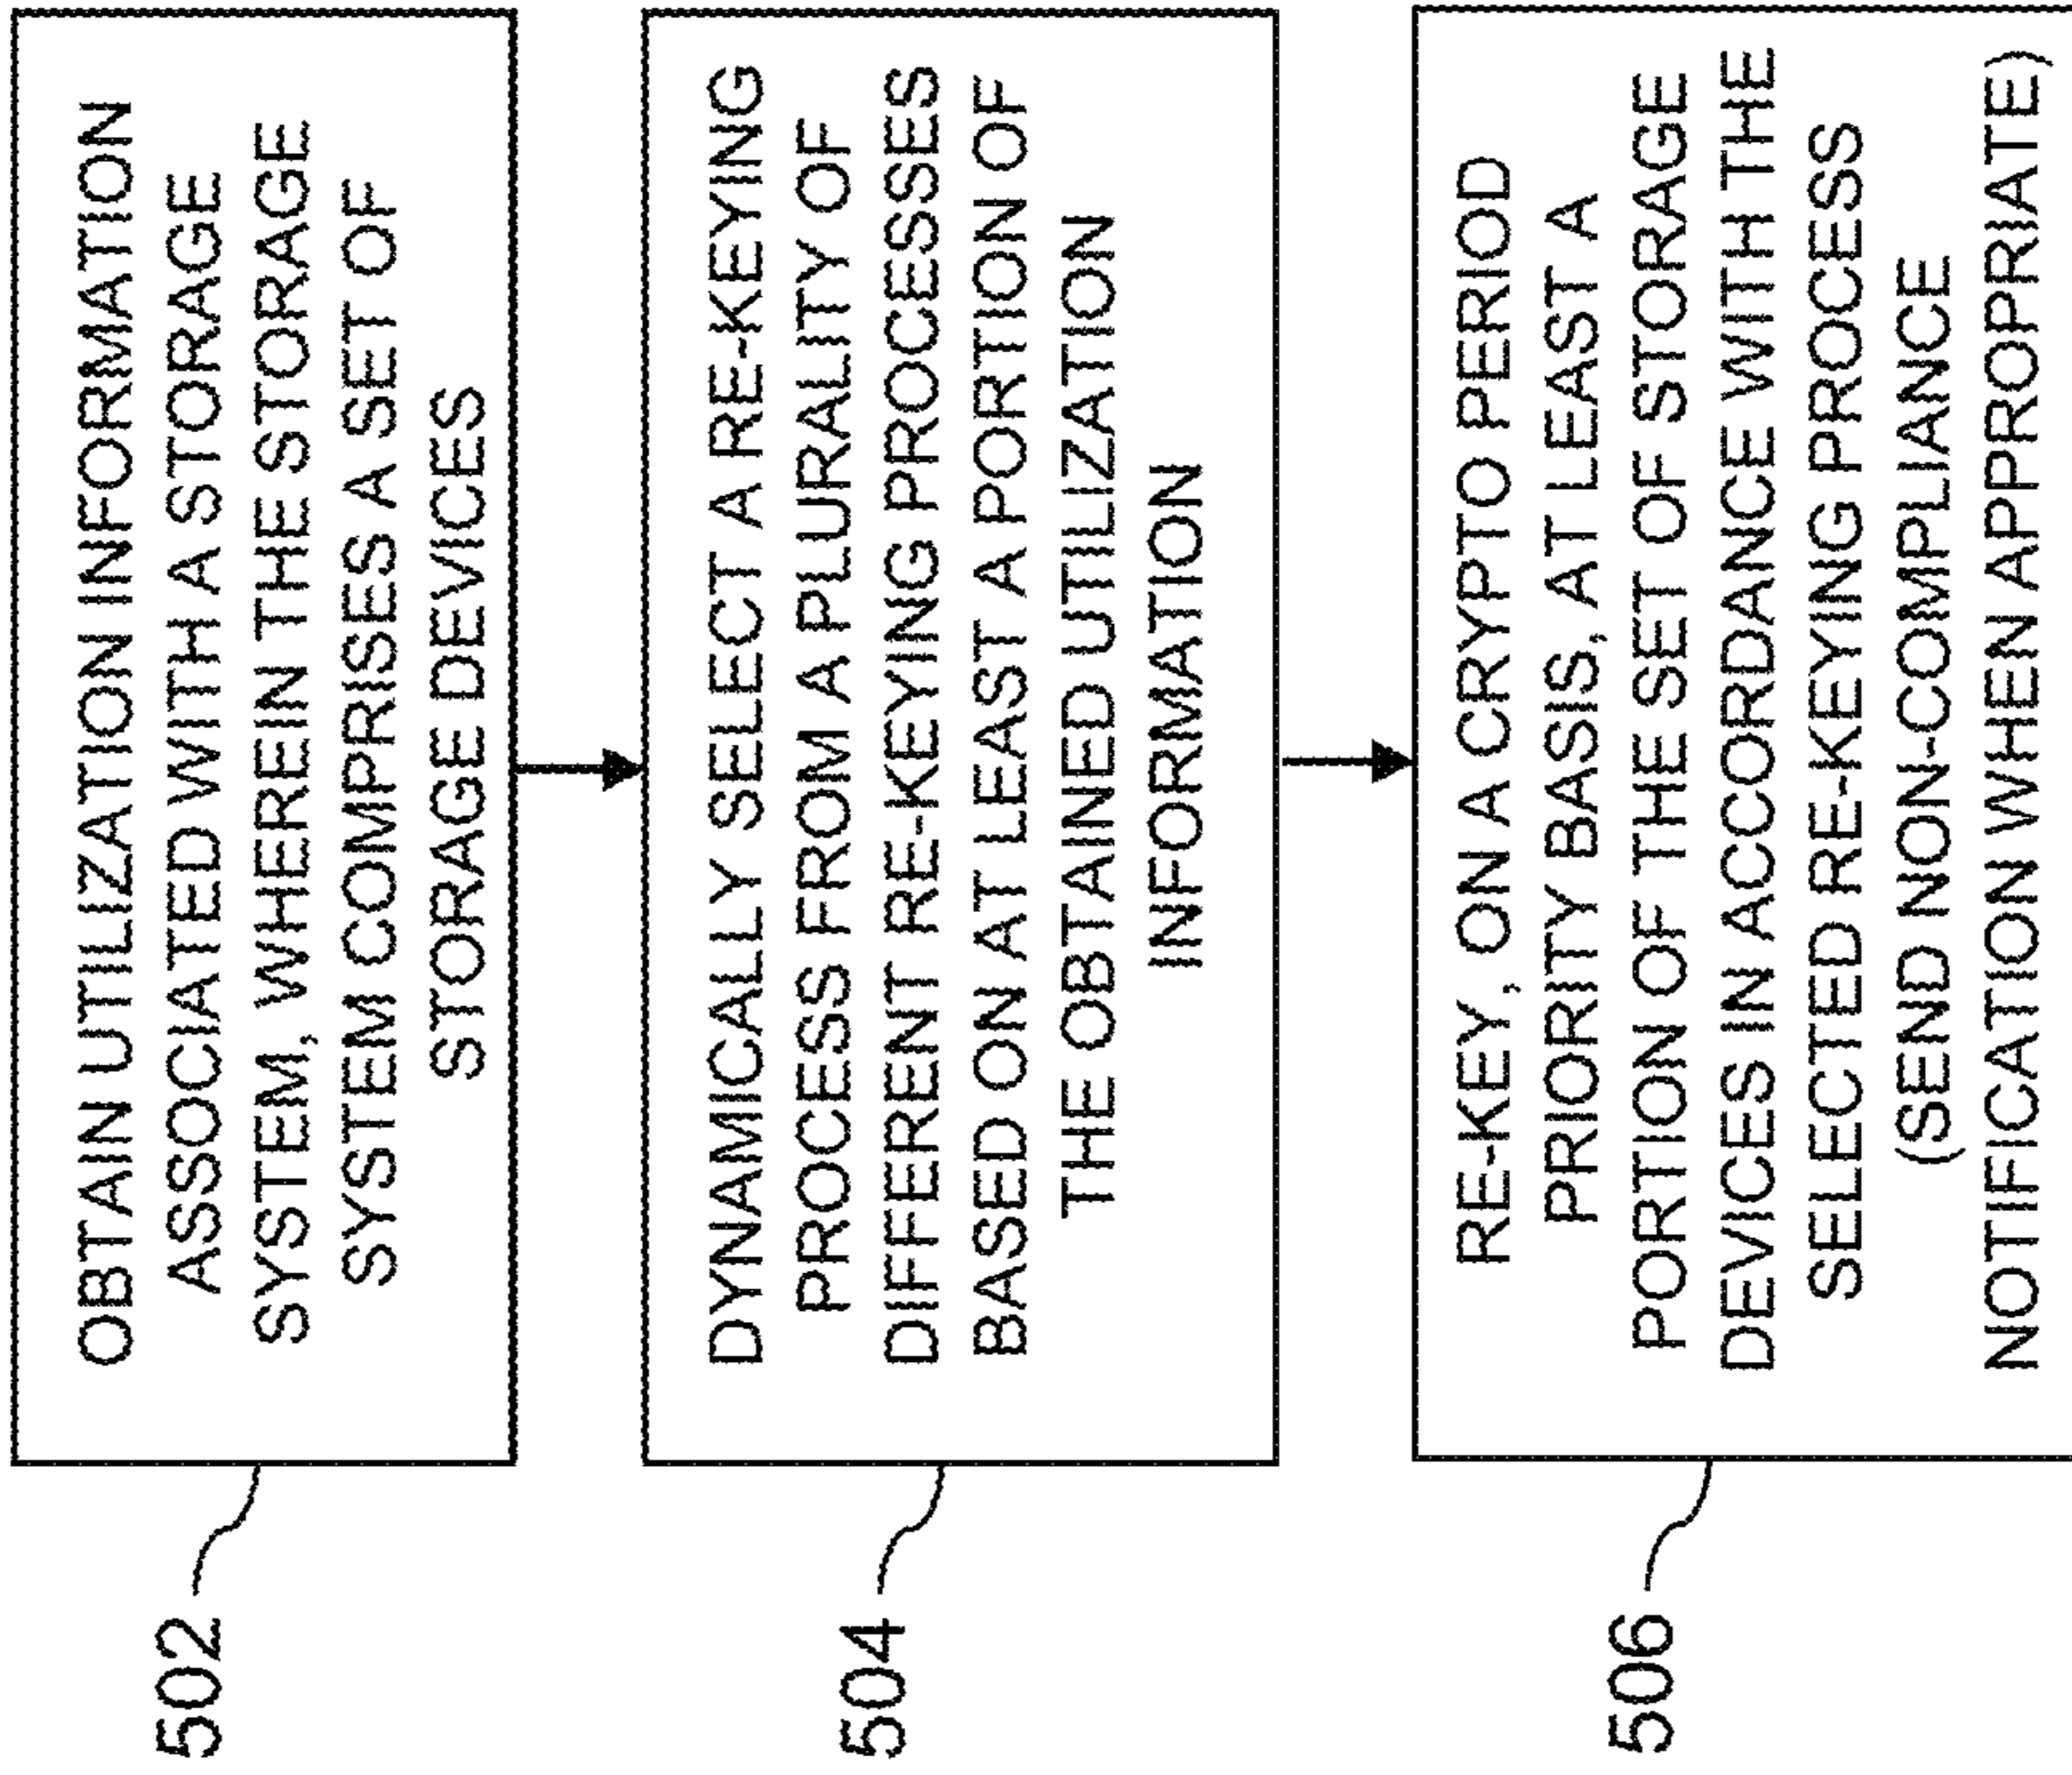 502
OBTAIN UTILIZATION INFORMATION
ASSOCIATED WITH A STORAGE
SYSTEM, WHEREIN THE STORAGE
SYSTEM COMPRISES A SET OF
STORAGE DEVICES
504
DYNAMICALLY SELECT A RE-KEYING
PROCESS FROM A PLURALITY OF
DIFFERENT RE-KEYING PROCESSES
BASED ON AT LEAST A PORTION OF
THE OBTAINED UTILIZATION
INFORMATION
506
RE-KEY, ON A CRYPTO PERIOD
PRIORITY BASIS, AT LEAST A
PORTION OF THE SET OF STORAGE
DEVICES IN ACCORDANCE WITH THE
SELECTED RE-KEYING PROCESS
(SEND NON-COMPLIANCE
NOTIFICATION WHEN APPROPRIATE)